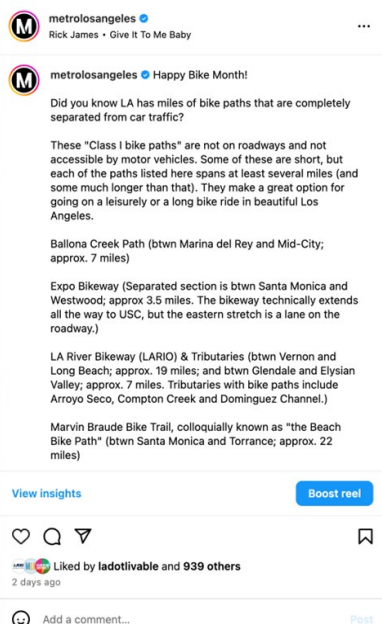 metrolosangeles
Rick James • Give It To Me Baby
M
M
metrolosangeles Happy Bike Month!
Did you know LA has miles of bike paths that are completely
separated from car traffic?
These "Class I bike paths" are not on roadways and not
accessible by motor vehicles. Some of these are short, but
each of the paths listed here spans at least several miles (and
some much longer than that). They make a great option for
going on a leisurely or a long bike ride in beautiful Los
Angeles.
Ballona Creek Path (btwn Marina del Rey and Mid-City;
approx. 7 miles)
Expo Bikeway (Separated section is btwn Santa Monica and
Westwood; approx 3.5 miles. The bikeway technically extends
all the way to USC, but the eastern stretch is a lane on the
roadway.)
LA River Bikeway (LARIO) & Tributaries (btwn Vernon and
Long Beach; approx. 19 miles; and btwn Glendale and Elysian
Valley; approx. 7 miles. Tributaries with bike paths include
Arroyo Seco, Compton Creek and Dominguez Channel.)
Marvin Braude Bike Trail, colloquially known as "the Beach
Bike Path" (btwn Santa Monica and Torrance; approx. 22
miles)
View insights
Boost reel
Liked by ladotlivable and 939 others
2 days ago
Add a comment...
Post